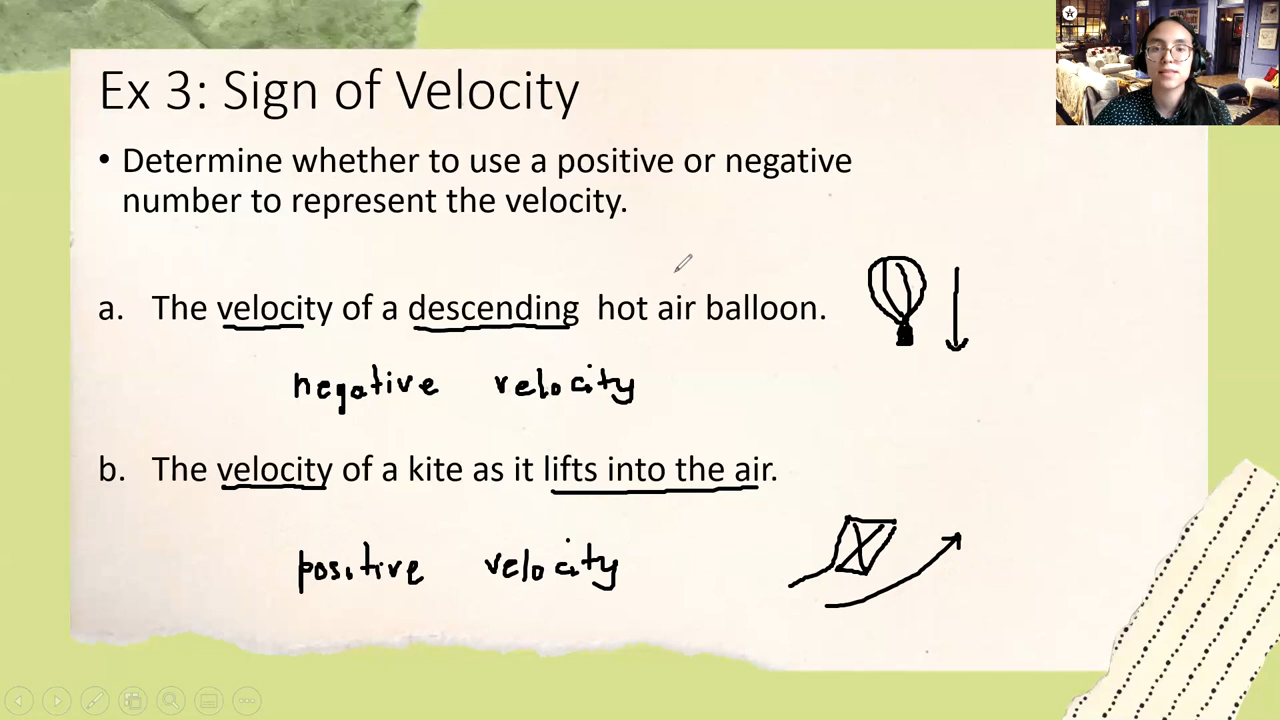 Ex 3: Sign of Velocity
• Determine whether to use a positive or negative
number to represent the velocity.
a. The velocity of a descending hot air balloon.
negative velocity
b. The velocity of a kite as it lifts into the air.
positive velocity